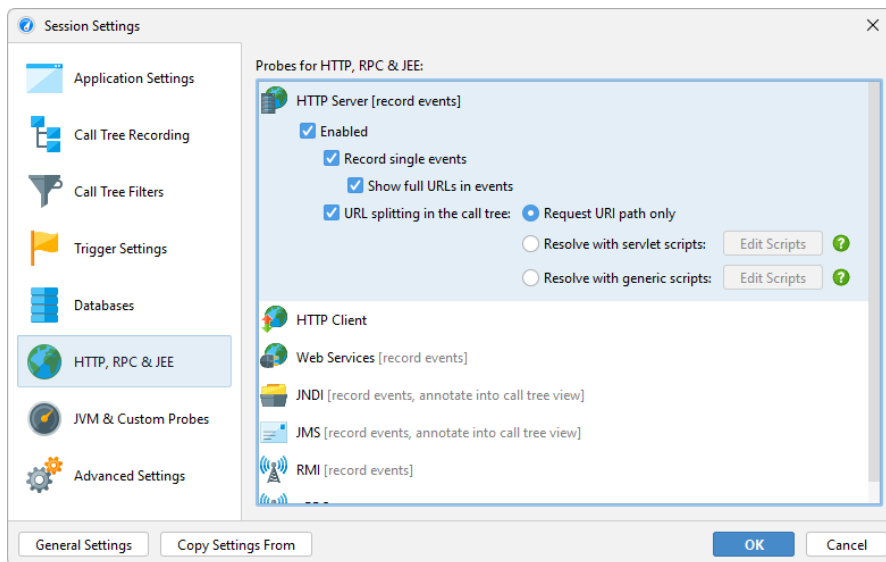 Session Settings
Application Settings
Call Tree Recording
Call Tree Filters
Trigger Settings
Databases
HTTP, RPC & JEE
JVM & Custom Probes
Advanced Settings
Probes for HTTP, RPC & JEE:
HTTP Server [record events]
Enabled
Record single events
Show full URLs in events
URL splitting in the call tree: Request URI path only
Resolve with servlet scripts: Edit Scripts ?
Resolve with generic scripts: Edit Scripts ?
HTTP Client
Web Services [record events]
JNDI [record events, annotate into call tree view]
JMS [record events, annotate into call tree view]
RMI [record events]
General Settings Copy Settings From OK Cancel